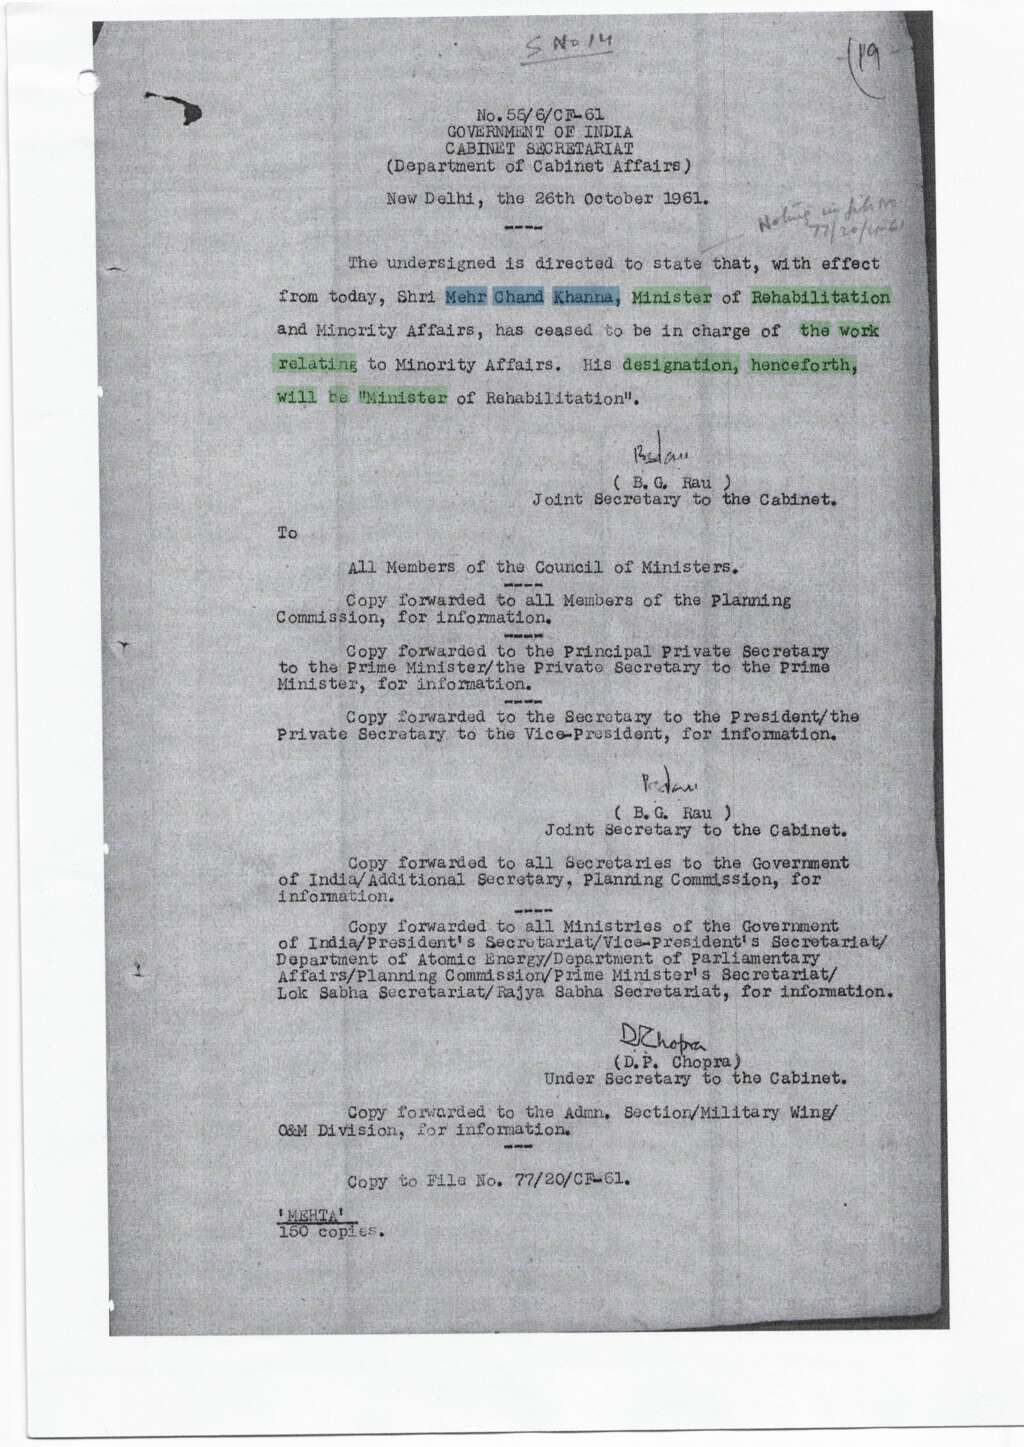 S No 14
(19
No.55/6/CF-61
GOVERNMENT OF INDIA
CABINET SECRETARIAT
(Department of Cabinet Affairs)
New Delhi, the 26th October 1961.
Noting in file No
77/20/CF-61
The undersigned is directed to state that, with effect
from today, Shri Mehr Chand Khanna, Minister of Rehabilitation
and Minority Affairs, has ceased to be in charge of the work
relating to Minority Affairs. His designation, henceforth,
will be "Minister of Rehabilitation".
( B.G. Rau )
Joint Secretary to the Cabinet.
To
All Members of the Council of Ministers.
Copy forwarded to all Members of the Planning
Commission, for information.
Copy forwarded to the Principal Private Secretary
to the Prime Minister/the Private Secretary to the Prime
Minister, for information.
Copy forwarded to the Secretary to the President/the
Private Secretary to the Vice-President, for information.
( B.G. Rau )
Joint Secretary to the Cabinet.
Copy forwarded to all Secretaries to the Government
of India/Additional Secretary, Planning Commission, for
information.
Copy forwarded to all Ministries of the Government
of India/President's Secretariat/Vice-President's Secretariat/
Department of Atomic Energy/Department of Parliamentary
Affairs/Planning Commission/Prime Minister's Secretariat/
Lok Sabha Secretariat/Rajya Sabha Secretariat, for information.
DPChopra
(D.P. Chopra)
Under Secretary to the Cabinet.
Copy forwarded to the Admn. Section/Military Wing/
O&M Division, for information.
Copy to File No. 77/20/CF-61.
'MEHTA'
150 copies.